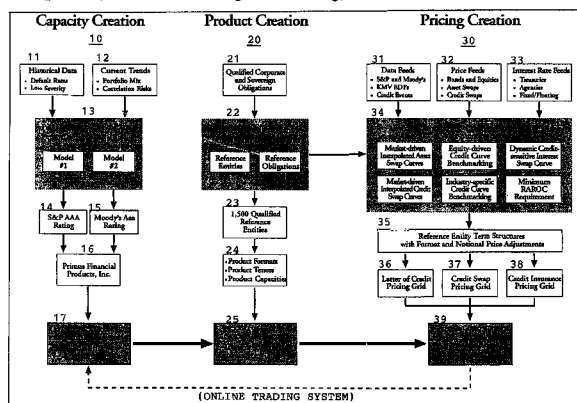 Capacity Creation
10
Product Creation
20
Pricing Creation
30
11
Historical Data
• Default Rates
• Loss Severity
12
Current Trends
• Portfolio Mix
• Correlation Risks
13
Model #1
Model #2
14
S&P AAA Rating
15
Moody's Aaa Rating
16
Primus Financial Products, Inc.
17
21
Qualified Corporate and Sovereign Obligations
22
Reference Entities
Reference Obligations
23
1,500 Qualified Reference Entities
24
• Product Formats
• Product Tenors
• Product Capacities
25
31
Data Feeds
• S&P and Moody's
• KMV EDFs
• Credit Events
32
Price Feeds
• Bonds and Equities
• Asset Swaps
• Credit Swaps
33
Interest Rate Feeds
• Treasuries
• Agencies
• Fixed/Floating
34
Market-driven Interpolated Asset Swap Curves
Equity-driven Credit Curve Benchmarking
Dynamic Credit-sensitive Interest Swap Curve
Market-driven Interpolated Credit Swap Curves
Industry-specific Credit Curve Benchmarking
Minimum RAROC Requirement
35
Reference Entity Term Structures
with Format and Notional Price Adjustments
36
Letter of Credit Pricing Grid
37
Credit Swap Pricing Grid
38
Credit Insurance Pricing Grid
39
(ONLINE TRADING SYSTEM)